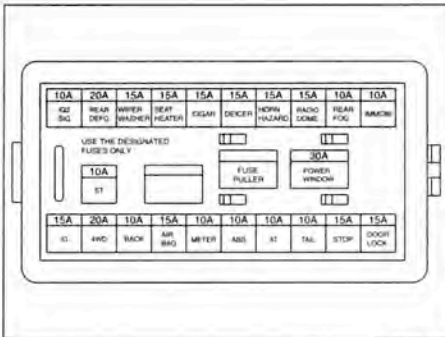 10A 20A 15A 15A 15A 15A 15A 15A 10A 10A
IG2 SIG REAR DEFG WIPER WASHER SEAT HEATER CIGAR DEICER HORN HAZARD RADIO DOME REAR FOG IMMOBI
USE THE DESIGNATED
FUSES ONLY
10A
ST
FUSE
PULLER
30A
POWER
WINDOW
15A 20A 10A 15A 10A 10A 10A 10A 15A 15A
IG 4WD BACK AIR BAG METER ABS AT TAIL STOP DOOR LOCK